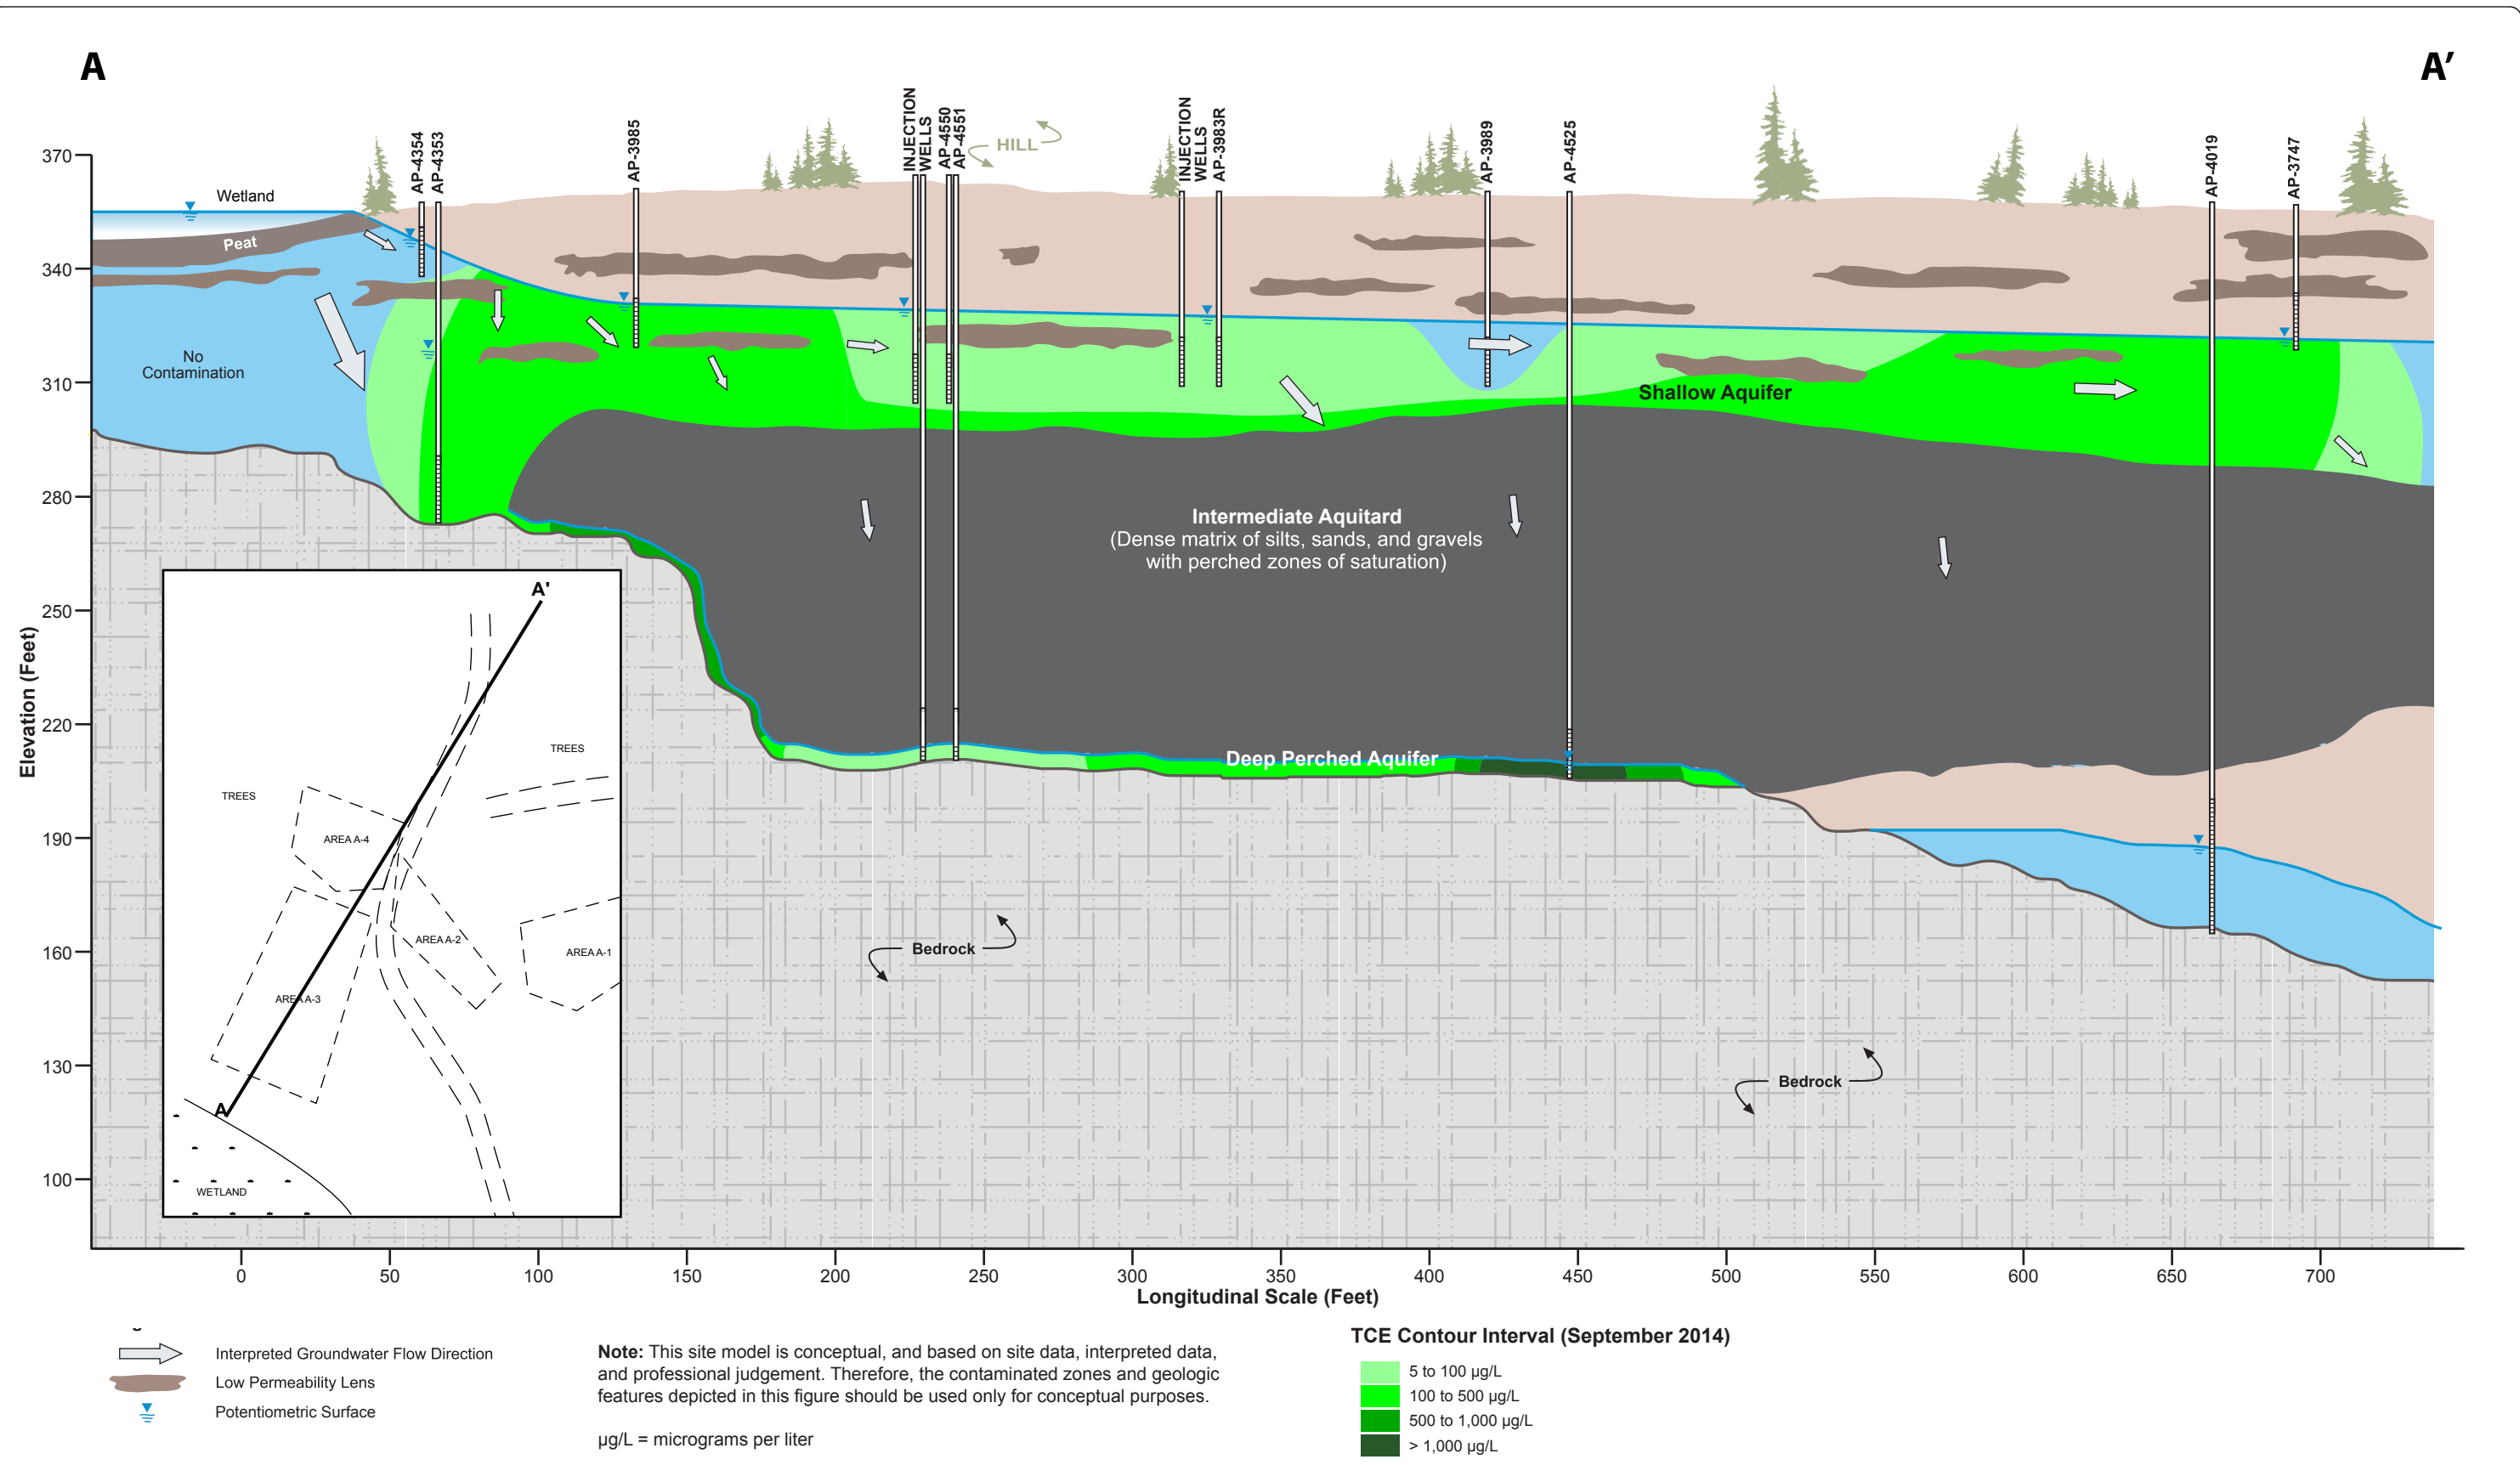 A
A′
AP-4354
AP-4353
AP-3985
INJECTION
WELLS
AP-4550
AP-4551
HILL
INJECTION
WELLS
AP-3983R
AP-3989
AP-4525
AP-4019
AP-3747
Wetland
Peat
No
Contamination
Shallow Aquifer
Intermediate Aquitard
(Dense matrix of silts, sands, and gravels
with perched zones of saturation)
Deep Perched Aquifer
Bedrock
Bedrock
Elevation (Feet)
370
340
310
280
250
220
190
160
130
100
A'
TREES
TREES
AREA A-4
AREA A-2
AREA A-1
AREA A-3
A
WETLAND
0 50 100 150 200 250 300 350 400 450 500 550 600 650 700
Longitudinal Scale (Feet)
Interpreted Groundwater Flow Direction
Low Permeability Lens
Potentiometric Surface
Note: This site model is conceptual, and based on site data, interpreted data,
and professional judgement. Therefore, the contaminated zones and geologic
features depicted in this figure should be used only for conceptual purposes.
µg/L = micrograms per liter
TCE Contour Interval (September 2014)
5 to 100 µg/L
100 to 500 µg/L
500 to 1,000 µg/L
> 1,000 µg/L